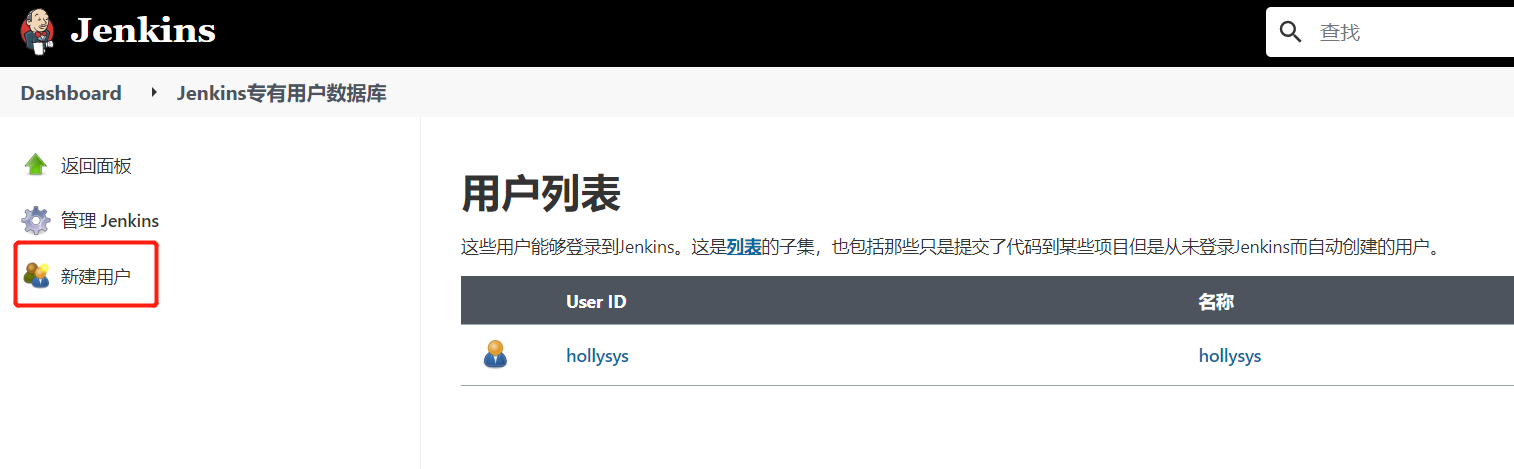 Jenkins
查找
Dashboard Jenkins专有用户数据库
返回面板
管理 Jenkins
新建用户
用户列表
这些用户能够登录到Jenkins。这是列表的子集，也包括那些只是提交了代码到某些项目但是从未登录Jenkins而自动创建的用户。
User ID 名称
hollysys hollysys